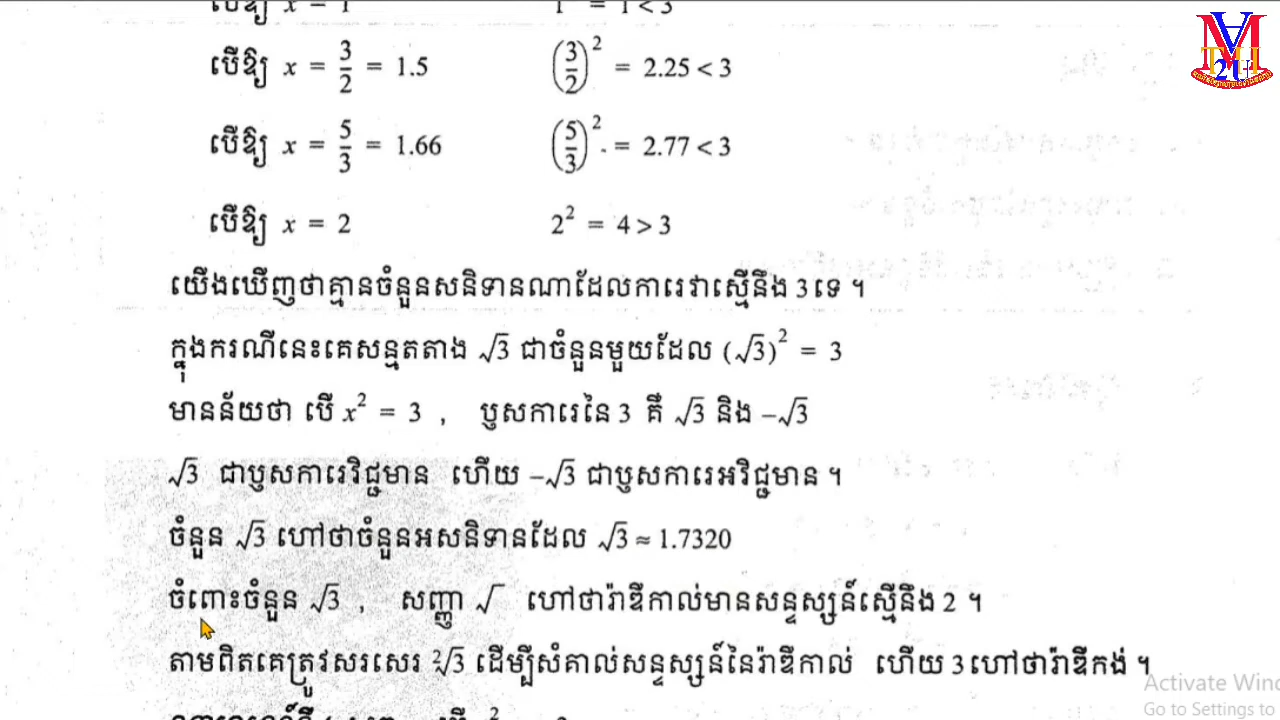 បើឱ្យ x = 1 1 = 1 < 3
បើឱ្យ x = 3/2 = 1.5 (3/2)² = 2.25 < 3
បើឱ្យ x = 5/3 = 1.66 (5/3)² = 2.77 < 3
បើឱ្យ x = 2 2² = 4 > 3
យើងឃើញថាគ្មានចំនួនសនិទានណាដែលការេវាស្មើនឹង 3 ទេ ។
ក្នុងករណីនេះគេសន្មតតាង √3 ជាចំនួនមួយដែល (√3)² = 3
មានន័យថា បើ x² = 3 , ឫសការេនៃ 3 គឺ √3 និង –√3
√3 ជាឫសការេវិជ្ជមាន ហើយ –√3 ជាឫសការេអវិជ្ជមាន ។
ចំនួន √3 ហៅថាចំនួនអសនិទានដែល √3 ≈ 1.7320
ចំពោះចំនួន √3 , សញ្ញា √ ហៅថារ៉ាឌីកាល់មានសន្ទស្សន៍ស្មើនឹង 2 ។
តាមពិតគេត្រូវសរសេរ ²√3 ដើម្បីសំគាល់សន្ទស្សន៍នៃរ៉ាឌីកាល់ ហើយ 3 ហៅថារ៉ាឌីកង់ ។
Activate Win
Go to Settings to